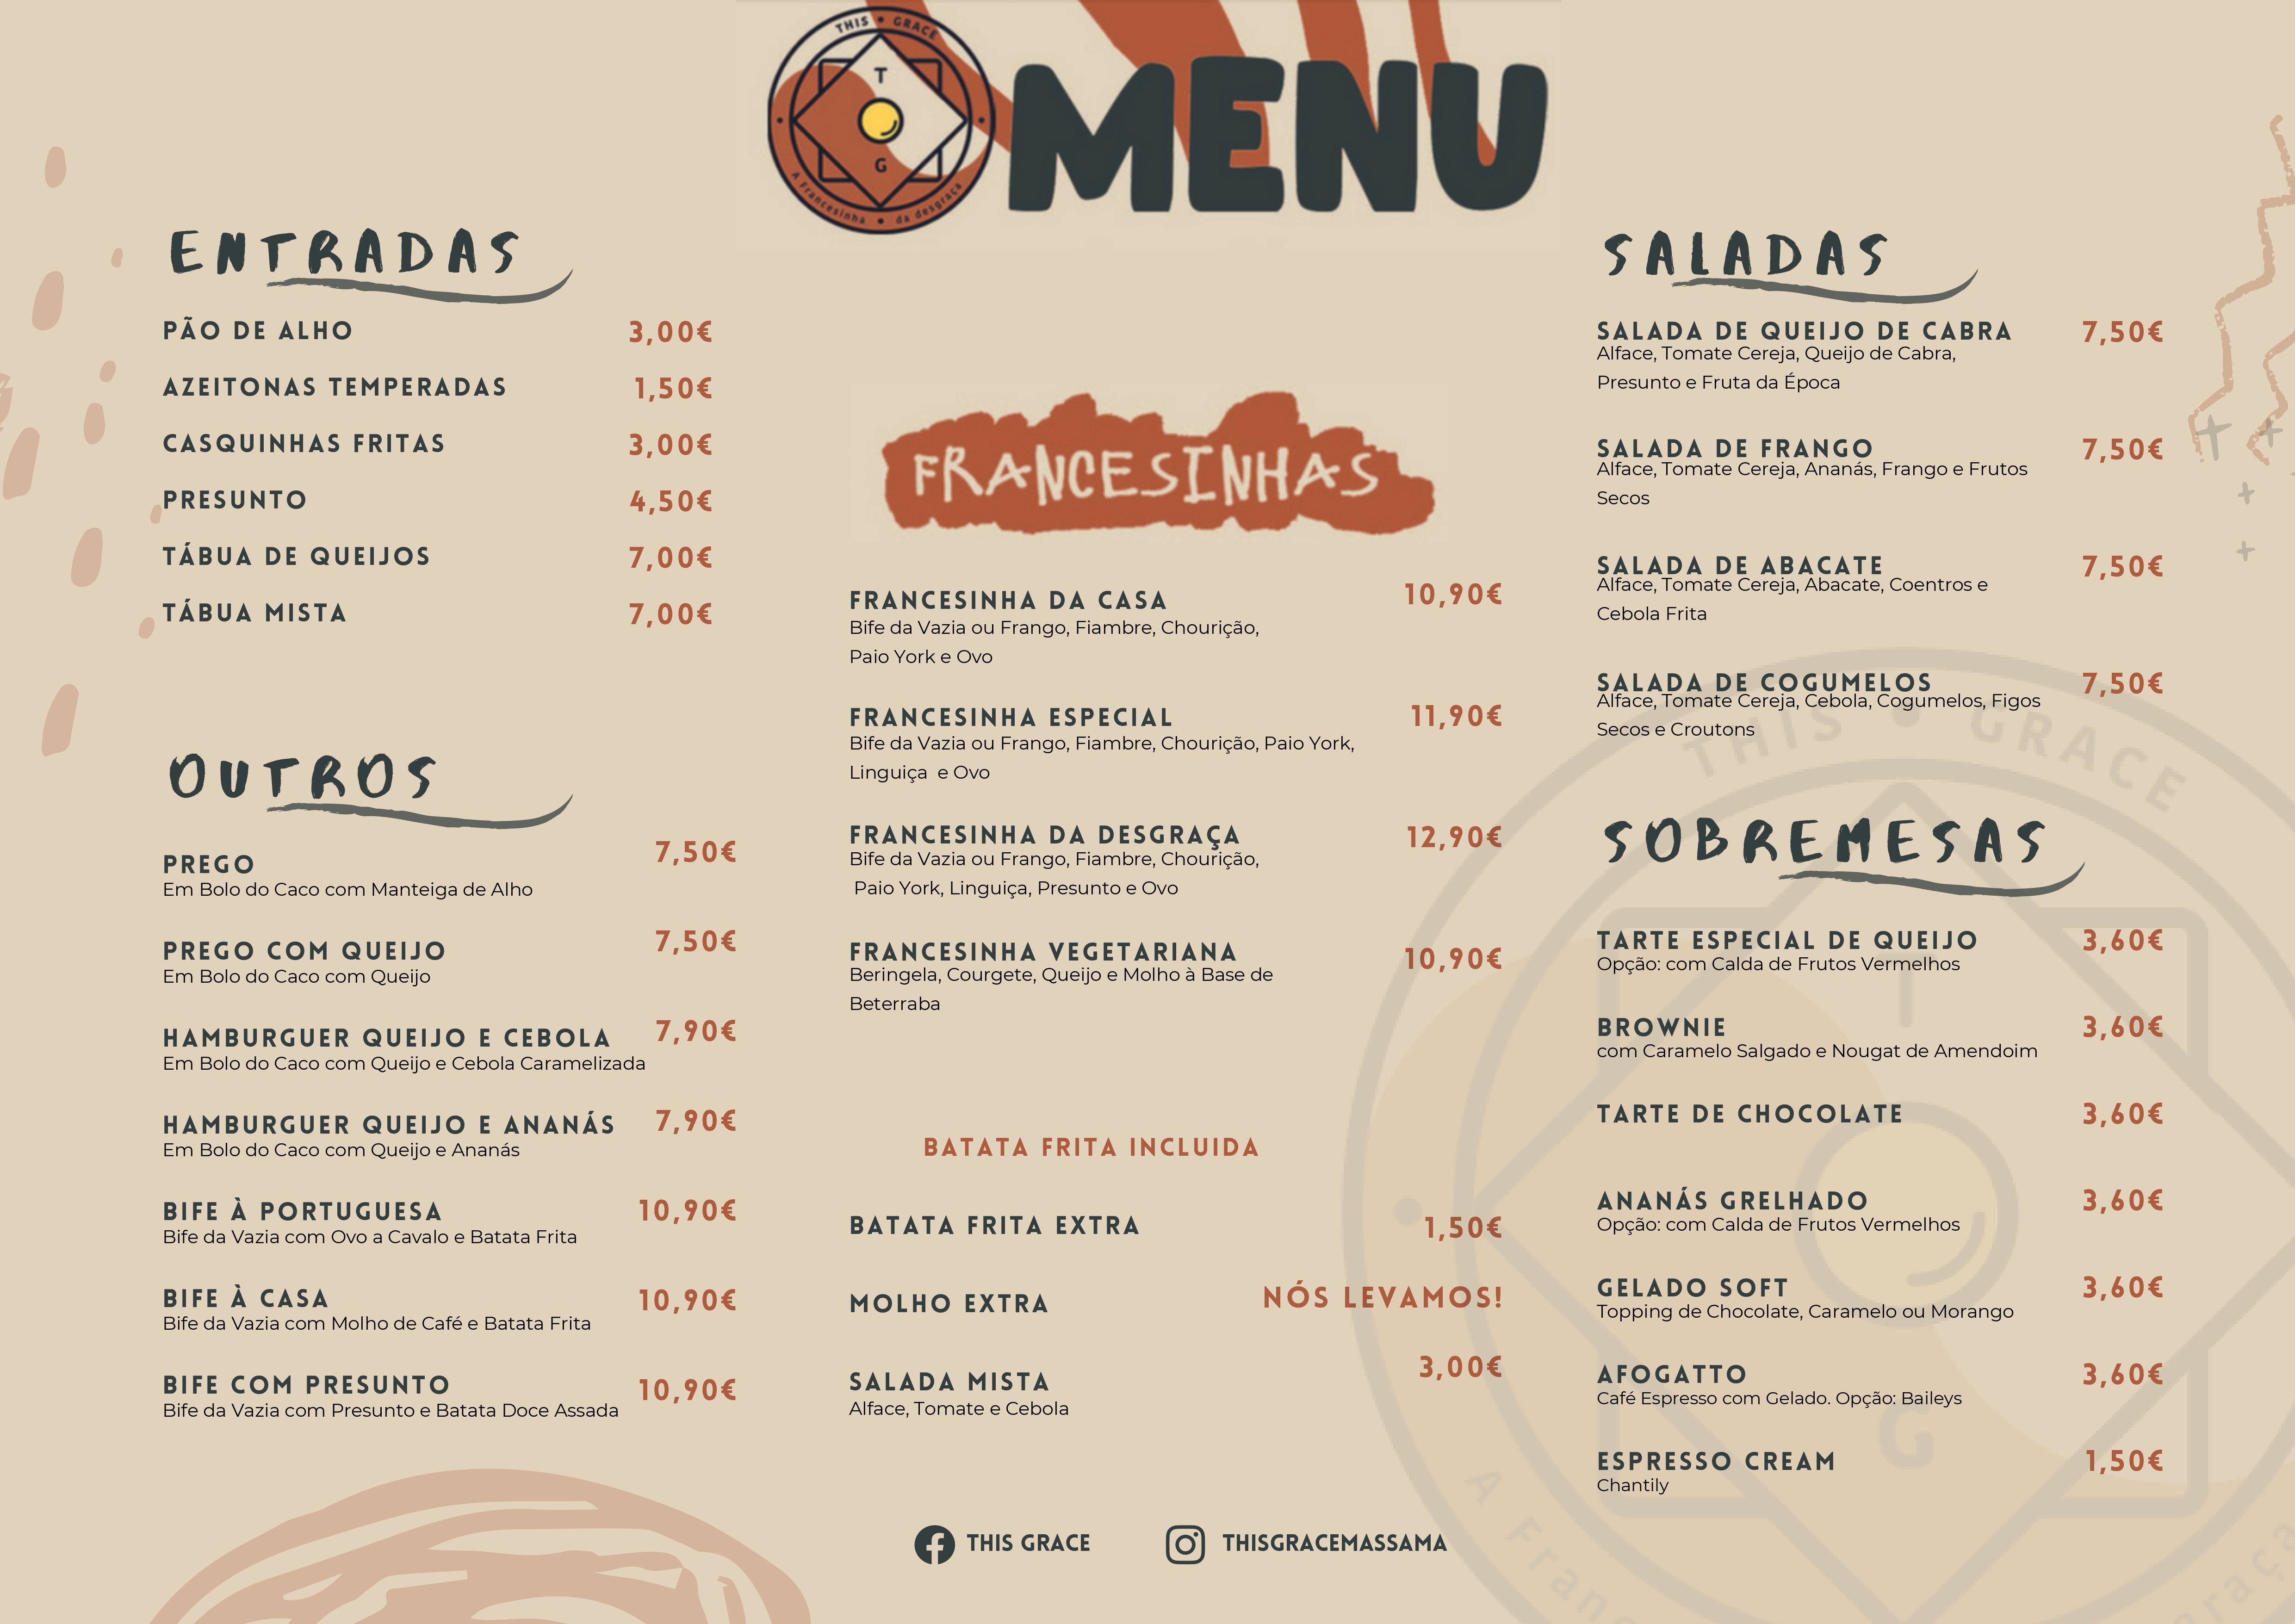 THIS • GRACE
T
G
A Francesinha • da desgraça
MENU
ENTRADAS
PÃO DE ALHO 3,00€
AZEITONAS TEMPERADAS 1,50€
CASQUINHAS FRITAS 3,00€
PRESUNTO 4,50€
TÁBUA DE QUEIJOS 7,00€
TÁBUA MISTA 7,00€
OUTROS
PREGO 7,50€
Em Bolo do Caco com Manteiga de Alho
PREGO COM QUEIJO 7,50€
Em Bolo do Caco com Queijo
HAMBURGUER QUEIJO E CEBOLA 7,90€
Em Bolo do Caco com Queijo e Cebola Caramelizada
HAMBURGUER QUEIJO E ANANÁS 7,90€
Em Bolo do Caco com Queijo e Ananás
BIFE À PORTUGUESA 10,90€
Bife da Vazia com Ovo a Cavalo e Batata Frita
BIFE À CASA 10,90€
Bife da Vazia com Molho de Café e Batata Frita
BIFE COM PRESUNTO 10,90€
Bife da Vazia com Presunto e Batata Doce Assada
FRANCESINHAS
FRANCESINHA DA CASA 10,90€
Bife da Vazia ou Frango, Fiambre, Chourição,
Paio York e Ovo
FRANCESINHA ESPECIAL 11,90€
Bife da Vazia ou Frango, Fiambre, Chourição, Paio York,
Linguiça e Ovo
FRANCESINHA DA DESGRAÇA 12,90€
Bife da Vazia ou Frango, Fiambre, Chourição,
Paio York, Linguiça, Presunto e Ovo
FRANCESINHA VEGETARIANA 10,90€
Beringela, Courgete, Queijo e Molho à Base de
Beterraba
BATATA FRITA INCLUIDA
BATATA FRITA EXTRA 1,50€
MOLHO EXTRA NÓS LEVAMOS!
SALADA MISTA 3,00€
Alface, Tomate e Cebola
THIS GRACE
THISGRACEMASSAMA
SALADAS
SALADA DE QUEIJO DE CABRA 7,50€
Alface, Tomate Cereja, Queijo de Cabra,
Presunto e Fruta da Época
SALADA DE FRANGO 7,50€
Alface, Tomate Cereja, Ananás, Frango e Frutos
Secos
SALADA DE ABACATE 7,50€
Alface, Tomate Cereja, Abacate, Coentros e
Cebola Frita
SALADA DE COGUMELOS 7,50€
Alface, Tomate Cereja, Cebola, Cogumelos, Figos
Secos e Croutons
THIS • GRACE
SOBREMESAS
TARTE ESPECIAL DE QUEIJO 3,60€
Opção: com Calda de Frutos Vermelhos
T
BROWNIE 3,60€
com Caramelo Salgado e Nougat de Amendoim
TARTE DE CHOCOLATE 3,60€
ANANÁS GRELHADO 3,60€
Opção: com Calda de Frutos Vermelhos
GELADO SOFT 3,60€
Topping de Chocolate, Caramelo ou Morango
AFOGATTO 3,60€
Café Espresso com Gelado. Opção: Baileys
G
ESPRESSO CREAM 1,50€
Chantily